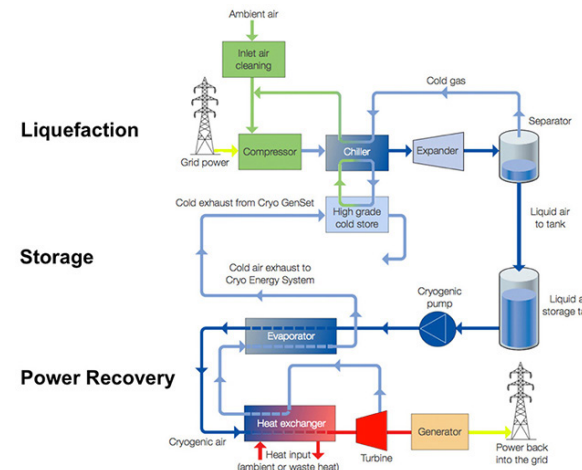 Ambient air
Inlet air
cleaning
Cold gas
Separator
Liquefaction
Grid power
Compressor
Chiller
Expander
Cold exhaust from Cryo GenSet
High grade
cold store
Liquid air
to tank
Storage
Cold air exhaust to
Cryo Energy System
Cryogenic
pump
Liquid
storage
Evaporator
Power Recovery
Cryogenic air
Heat exchanger
Generator
Heat input
(ambient or waste heat)
Turbine
Power back
into the grid